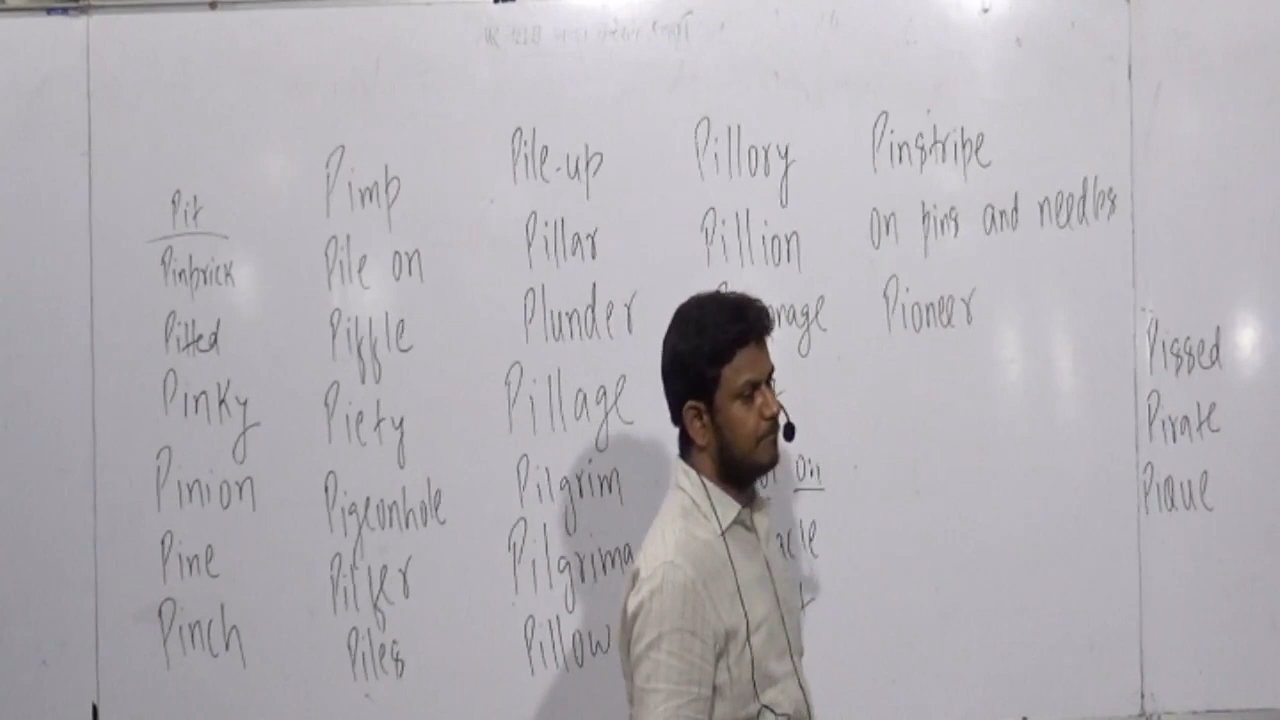 Pit
Pinprick
Pitted
Pinky
Pinion
Pine
Pinch
Pimp
Pile on
Piffle
Piety
Pigeonhole
Pilfer
Piles
Pile-up
Pillar
Plunder
Pillage
Pilgrim
Pilgrima
Pillow
Pillory
Pillion
on
Pinstripe
on pins and needles
Pioneer
Pissed
Pirate
Pique